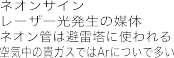 ネオンサイン
レーザー光発生の媒体
ネオン管は避雷塔に使われる
空気中の貴ガスではArについで多い